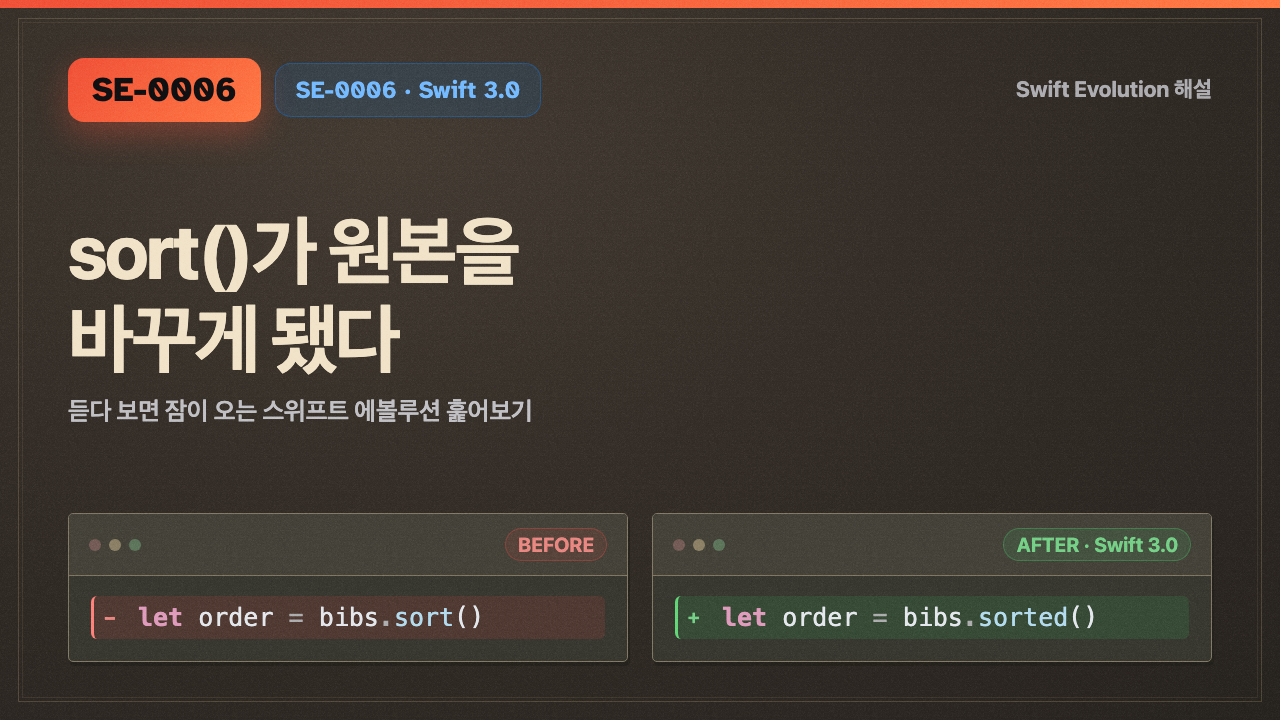 SE-0006
SE-0006 · Swift 3.0
Swift Evolution 해설
sort()가 원본을
바꾸게 됐다
듣다 보면 잠이 오는 스위프트 에볼루션 훑어보기
BEFORE
- let order = bibs.sort()
AFTER · Swift 3.0
+ let order = bibs.sorted()